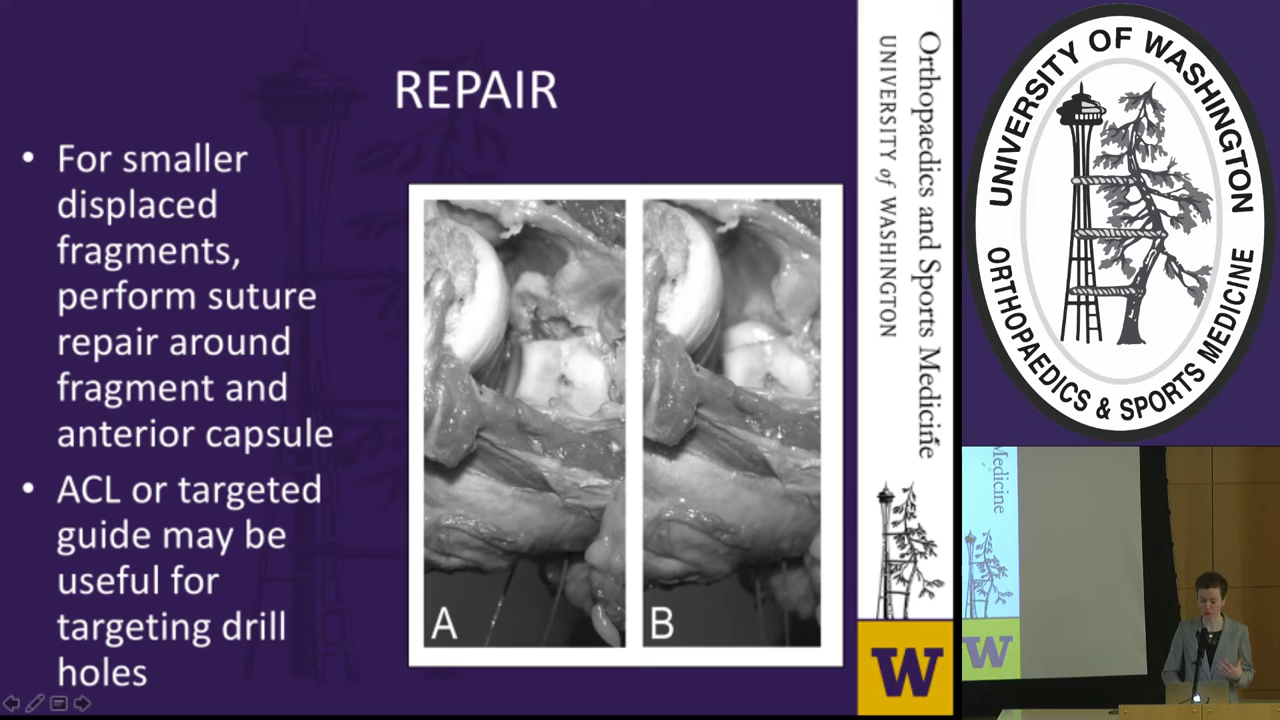 REPAIR
• For smaller
displaced
fragments,
perform suture
repair around
fragment and
anterior capsule
• ACL or targeted
guide may be
useful for
targeting drill
holes
A
B
Orthopaedics and Sports Medicine
UNIVERSITY of WASHINGTON
W
UNIVERSITY OF WASHINGTON
ORTHOPAEDICS & SPORTS MEDICINE
Medicine
W